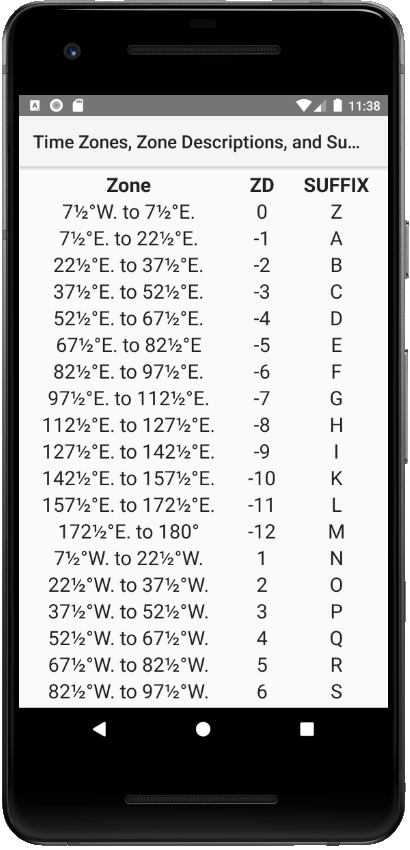 11:38
Time Zones, Zone Descriptions, and Su...
Zone ZD SUFFIX
7½°W. to 7½°E. 0 Z
7½°E. to 22½°E. -1 A
22½°E. to 37½°E. -2 B
37½°E. to 52½°E. -3 C
52½°E. to 67½°E. -4 D
67½°E. to 82½°E -5 E
82½°E. to 97½°E. -6 F
97½°E. to 112½°E. -7 G
112½°E. to 127½°E. -8 H
127½°E. to 142½°E. -9 I
142½°E. to 157½°E. -10 K
157½°E. to 172½°E. -11 L
172½°E. to 180° -12 M
7½°W. to 22½°W. 1 N
22½°W. to 37½°W. 2 O
37½°W. to 52½°W. 3 P
52½°W. to 67½°W. 4 Q
67½°W. to 82½°W. 5 R
82½°W. to 97½°W. 6 S